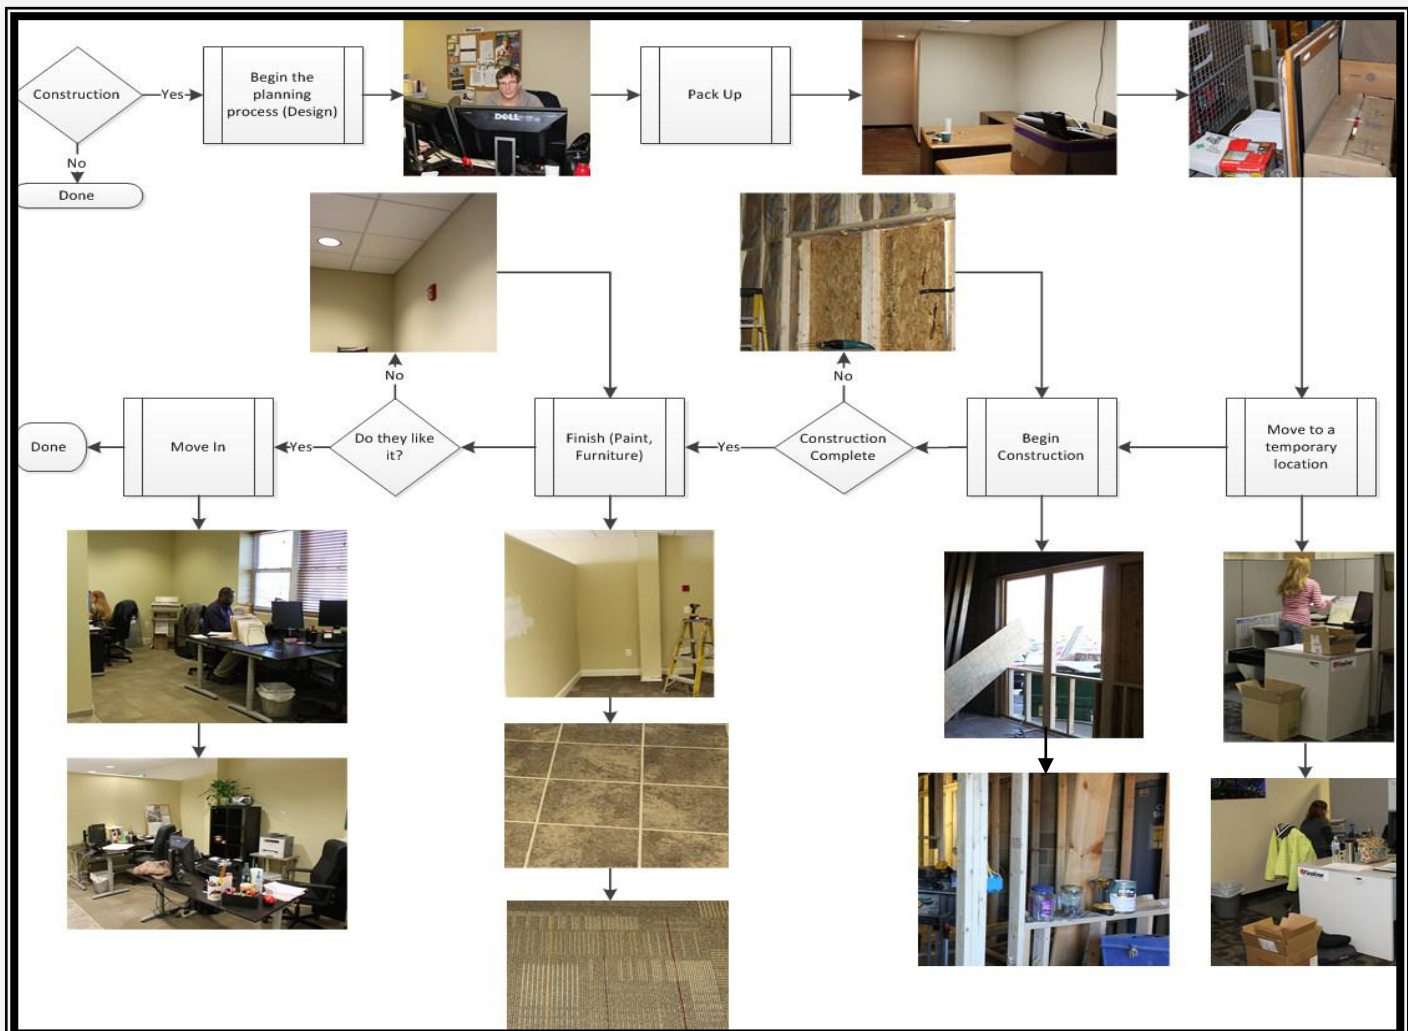 Construction
Yes
Begin the
planning
process (Design)
DELL
Pack Up
No
Done
No
No
Done
Move In
Yes
Do they like
it?
Finish (Paint,
Furniture)
Yes
Construction
Complete
Begin
Construction
Move to a
temporary
location